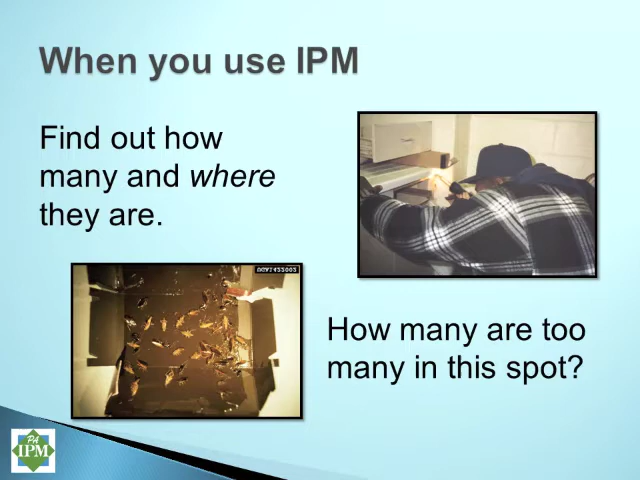 When you use IPM
Find out how
many and where
they are.
How many are too
many in this spot?
PA
IPM